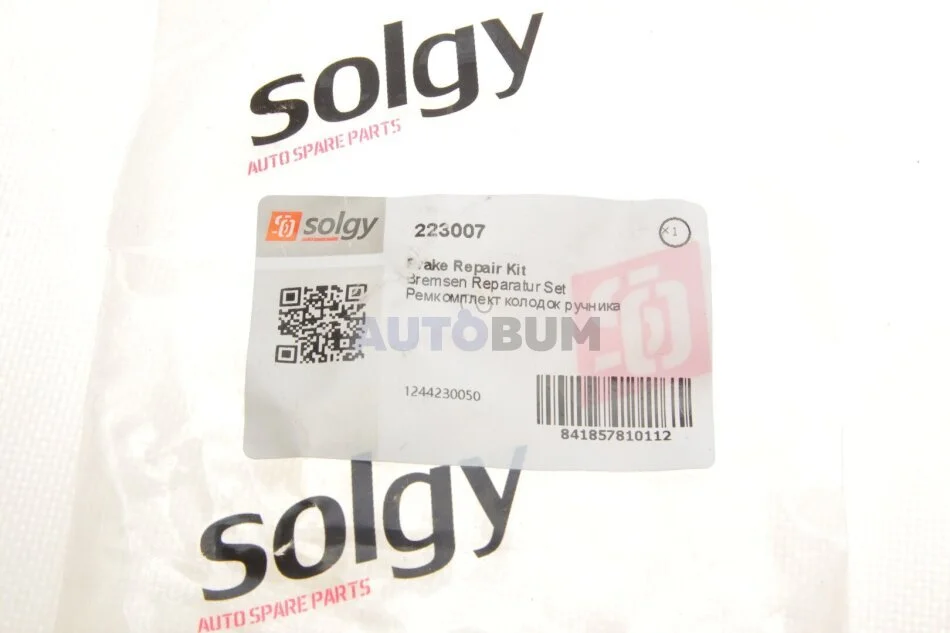 solgy
AUTO SPARE PARTS
solgy
223007
x1
Brake Repair Kit
Bremsen Reparatur Set
Ремкомплект колодок ручника
AUTOBUM
1244230050
841857810112
solgy
AUTO SPARE PARTS